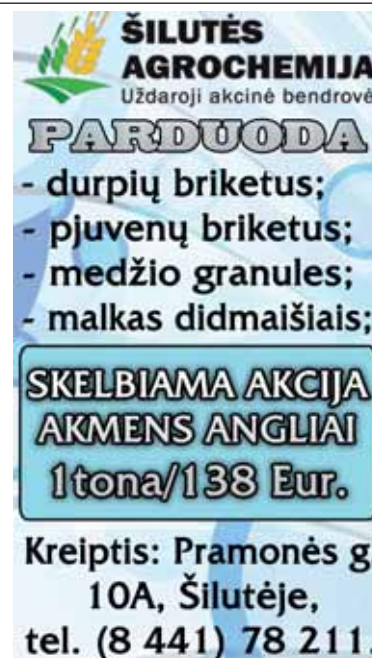 ŠILUTĖS
AGROCHEMIJA
Uždaroji akcinė bendrovė
PARDUODA
- durpių briketus;
- pjuvenų briketus;
- medžio granules;
- malkas didmaišiais;
SKELBIAMA AKCIJA
AKMENS ANGLIAI
1tona/138 Eur.
Kreiptis: Pramonės g
10A, Šilutėje,
tel. (8 441) 78 211.